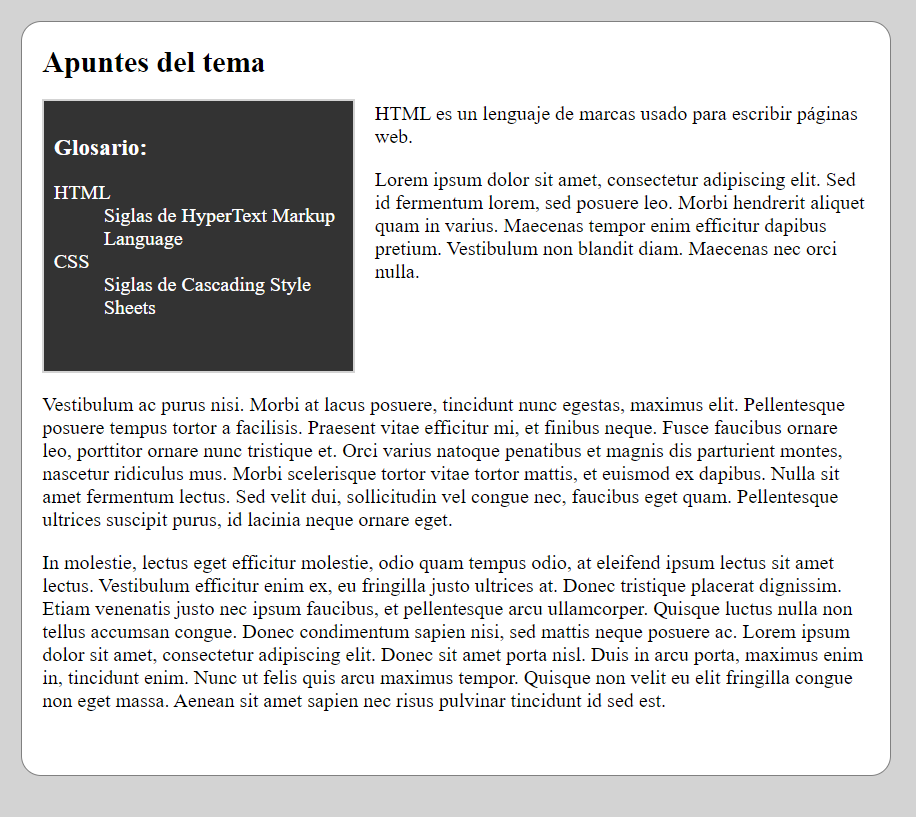 Apuntes del tema
Glosario:
HTML
Siglas de HyperText Markup
Language
CSS
Siglas de Cascading Style
Sheets
HTML es un lenguaje de marcas usado para escribir páginas
web.
Lorem ipsum dolor sit amet, consectetur adipiscing elit. Sed
id fermentum lorem, sed posuere leo. Morbi hendrerit aliquet
quam in varius. Maecenas tempor enim efficitur dapibus
pretium. Vestibulum non blandit diam. Maecenas nec orci
nulla.
Vestibulum ac purus nisi. Morbi at lacus posuere, tincidunt nunc egestas, maximus elit. Pellentesque
posuere tempus tortor a facilisis. Praesent vitae efficitur mi, et finibus neque. Fusce faucibus ornare
leo, porttitor ornare nunc tristique et. Orci varius natoque penatibus et magnis dis parturient montes,
nascetur ridiculus mus. Morbi scelerisque tortor vitae tortor mattis, et euismod ex dapibus. Nulla sit
amet fermentum lectus. Sed velit dui, sollicitudin vel congue nec, faucibus eget quam. Pellentesque
ultrices suscipit purus, id lacinia neque ornare eget.
In molestie, lectus eget efficitur molestie, odio quam tempus odio, at eleifend ipsum lectus sit amet
lectus. Vestibulum efficitur enim ex, eu fringilla justo ultrices at. Donec tristique placerat dignissim.
Etiam venenatis justo nec ipsum faucibus, et pellentesque arcu ullamcorper. Quisque luctus nulla non
tellus accumsan congue. Donec condimentum sapien nisi, sed mattis neque posuere ac. Lorem ipsum
dolor sit amet, consectetur adipiscing elit. Donec sit amet porta nisl. Duis in arcu porta, maximus enim
in, tincidunt enim. Nunc ut felis quis arcu maximus tempor. Quisque non velit eu elit fringilla congue
non eget massa. Aenean sit amet sapien nec risus pulvinar tincidunt id sed est.